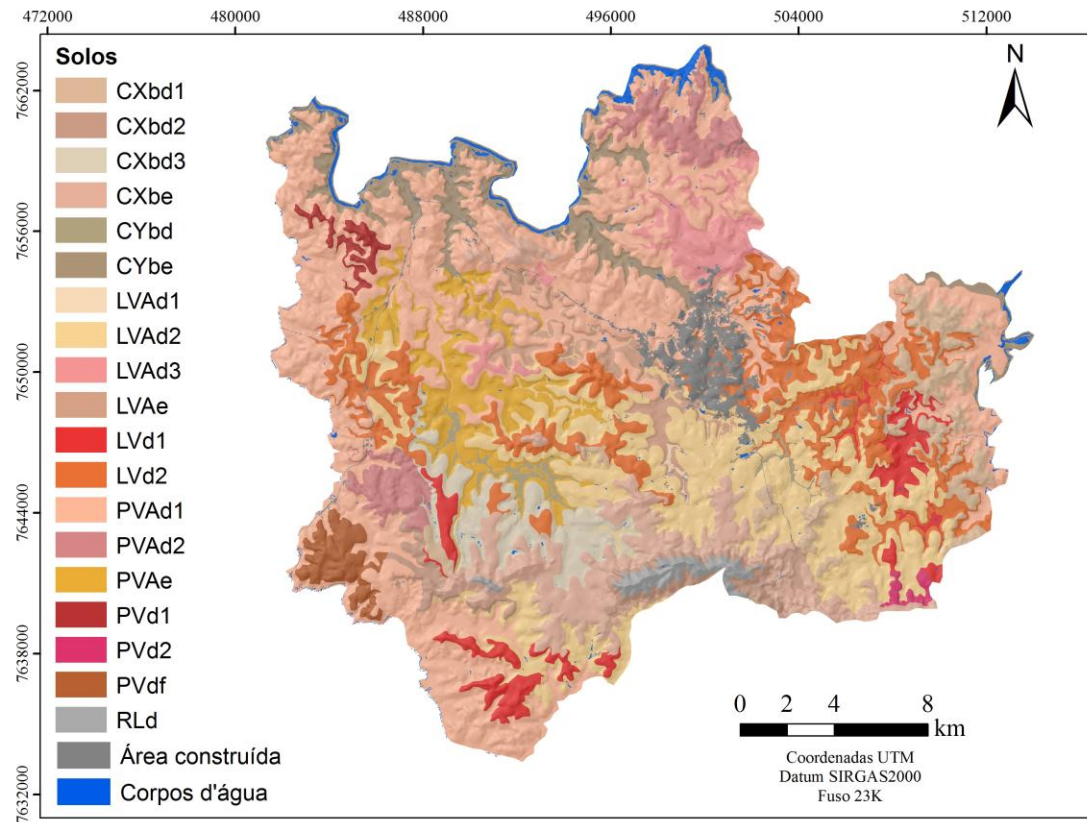 472000 480000 488000 496000 504000 512000
Solos
N
CXbd1
CXbd2
CXbd3
CXbe
CYbd
CYbe
LVAd1
LVAd2
LVAd3
LVAe
LVd1
LVd2
PVAd1
PVAd2
PVAe
PVd1
PVd2
PVdf
RLd
Área construída
Corpos d'água
7662000
7656000
7650000
7644000
7638000
7632000
0 2 4 8
km
Coordenadas UTM
Datum SIRGAS2000
Fuso 23K